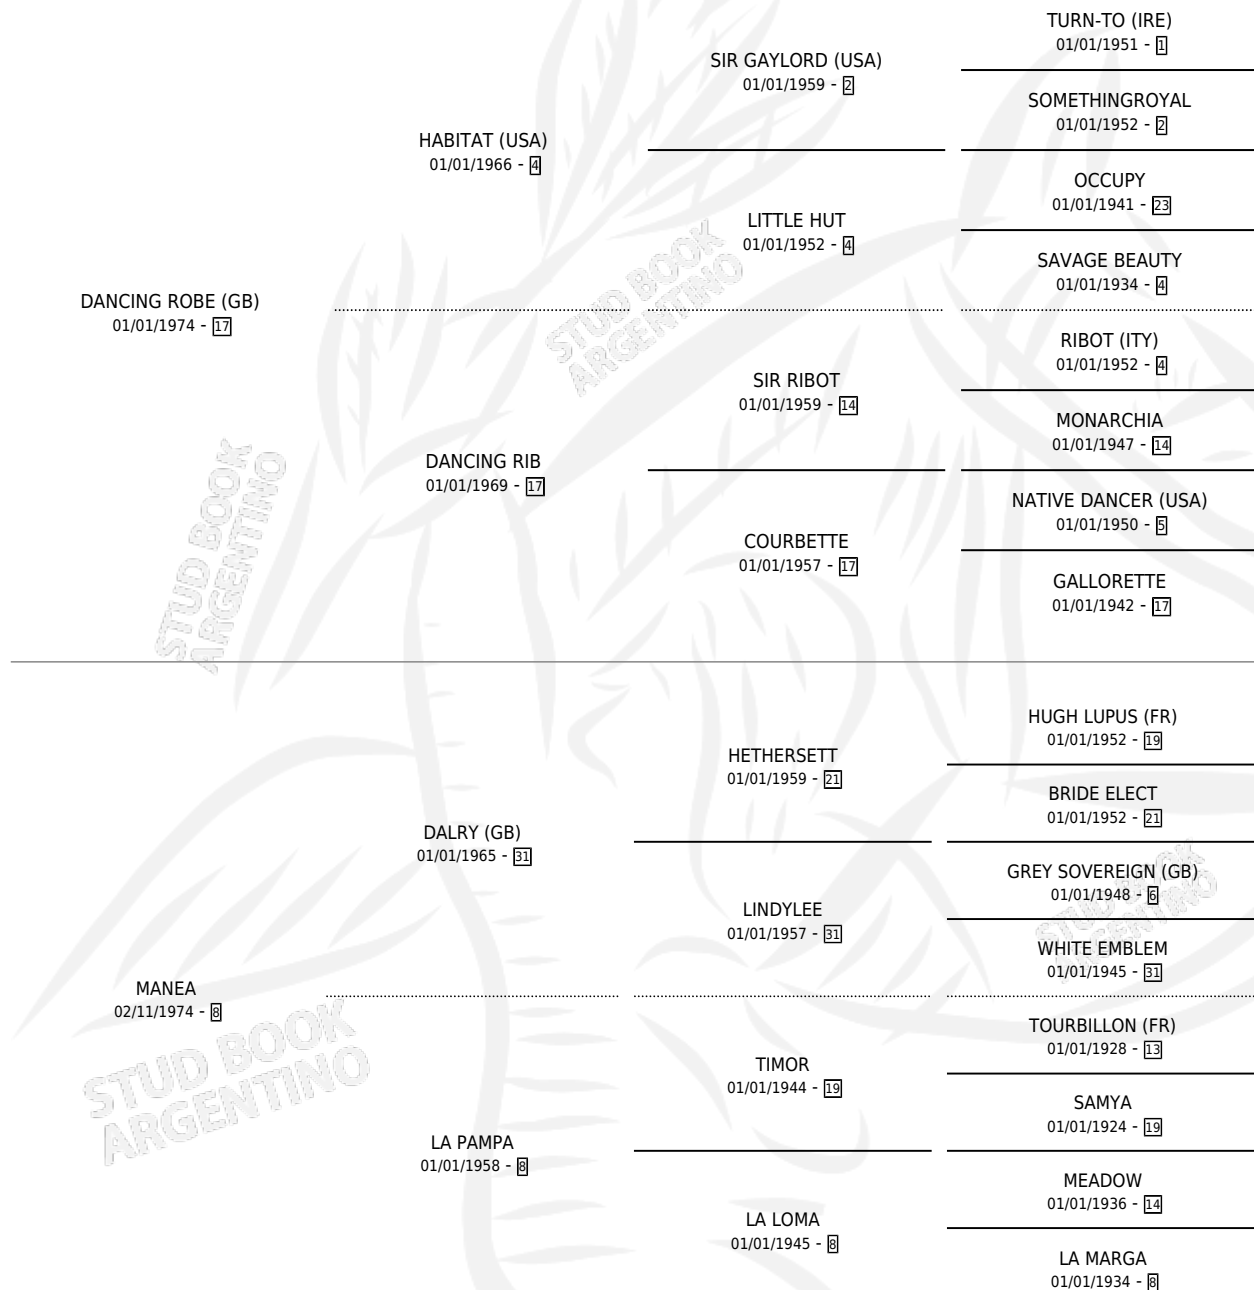 TURN-TO (IRE)
01/01/1951 - 1
SIR GAYLORD (USA)
01/01/1959 - 2
SOMETHINGROYAL
01/01/1952 - 2
HABITAT (USA)
01/01/1966 - 4
OCCUPY
01/01/1941 - 23
LITTLE HUT
01/01/1952 - 4
SAVAGE BEAUTY
01/01/1934 - 4
DANCING ROBE (GB)
01/01/1974 - 17
STUD BOOK
ARGENTINO
RIBOT (ITY)
01/01/1952 - 4
SIR RIBOT
01/01/1959 - 14
MONARCHIA
01/01/1947 - 14
DANCING RIB
01/01/1969 - 17
NATIVE DANCER (USA)
01/01/1950 - 5
COURBETTE
01/01/1957 - 17
GALLORETTE
01/01/1942 - 17
STUD BOOK
ARGENTINO
HUGH LUPUS (FR)
01/01/1952 - 19
HETHERSETT
01/01/1959 - 21
BRIDE ELECT
01/01/1952 - 21
DALRY (GB)
01/01/1965 - 31
GREY SOVEREIGN (GB)
01/01/1948 - 6
LINDYLEE
01/01/1957 - 31
STUD BOOK
ARGENTINO
WHITE EMBLEM
01/01/1945 - 31
MANEA
02/11/1974 - 8
STUD BOOK
ARGENTINO
TOURBILLON (FR)
01/01/1928 - 13
TIMOR
01/01/1944 - 19
SAMYA
01/01/1924 - 19
LA PAMPA
01/01/1958 - 8
MEADOW
01/01/1936 - 14
LA LOMA
01/01/1945 - 8
LA MARGA
01/01/1934 - 8